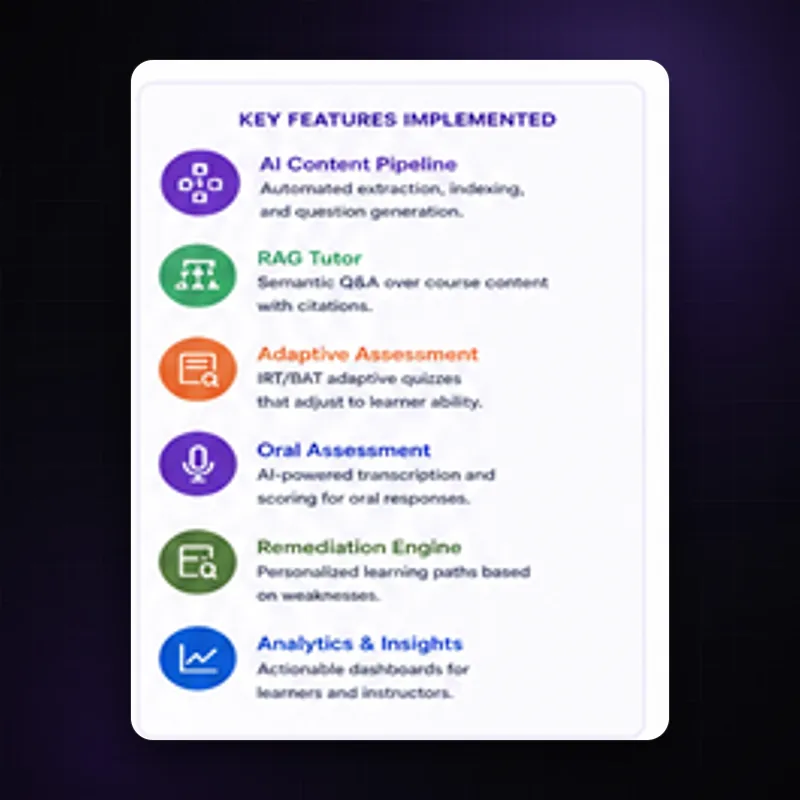 KEY FEATURES IMPLEMENTED
AI Content Pipeline
Automated extraction, indexing,
and question generation.
RAG Tutor
Semantic Q&A over course content
with citations.
Adaptive Assessment
IRT/BAT adaptive quizzes
that adjust to learner ability.
Oral Assessment
AI-powered transcription and
scoring for oral responses.
Remediation Engine
Personalized learning paths based
on weaknesses.
Analytics & Insights
Actionable dashboards for
learners and instructors.